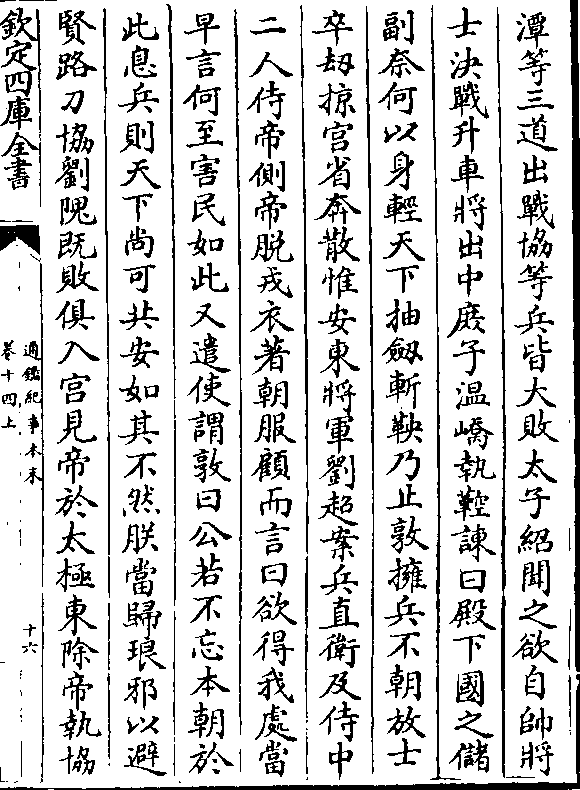 潭等三道出戰協等兵皆大敗太子紹聞之欲自帥將
士決戰升車將出中庶子溫嶠執鞚諫曰殿下國之儲
副奈何以身輕天下抽劔斬鞅乃止敦擁兵不朝放士
卒刼掠宫省奔散惟安東將軍劉超案兵直衛及侍中
二人侍帝側帝脱戎衣著朝服顧而言曰欲得我處當
早言何至害民如此又遣使謂敦曰公若不忘本朝於
此息兵則天下尚可共安如其不然朕當歸琅邪以避
賢路刀協劉隗既敗俱入宫見帝於太極東除帝執協
欽定四庫全書
通鑑紀事本末
卷十四上
十六